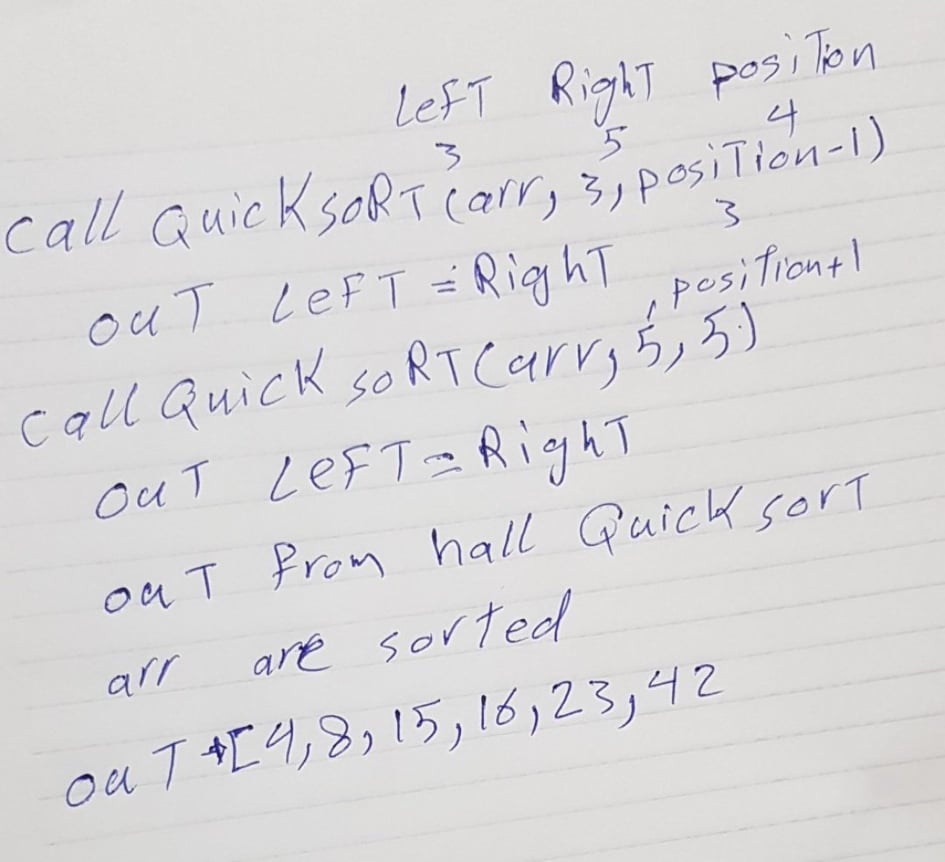 LefT RighT posiTion
3 5 4
Call QuickSoRT (arr, 3, posiTion-1)
3
ouT LefT = RighT
, position+1
Call Quick soRT (arr, 5, 5)
ouT LefT = RighT
ouT from hall Quick sorT
arr are sorted
ouT → [4, 8, 15, 16, 23, 42